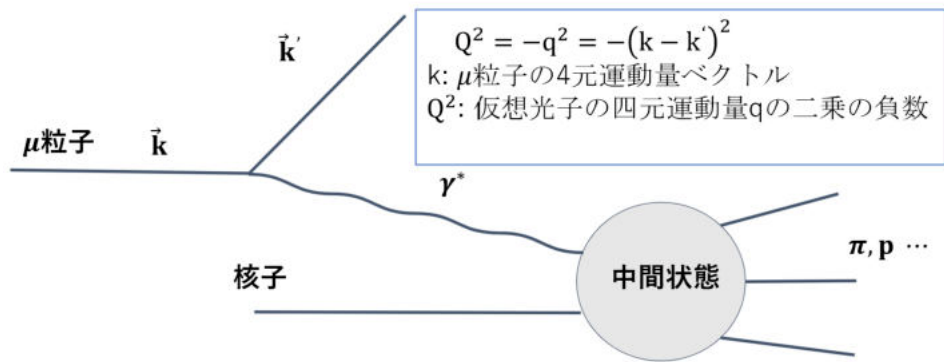 k⃗′
Q² = −q² = −(k − k′)²
k: μ粒子の4元運動量ベクトル
Q²: 仮想光子の四元運動量qの二乗の負数
μ粒子 k⃗
γ*
π, p ⋯
核子
中間状態